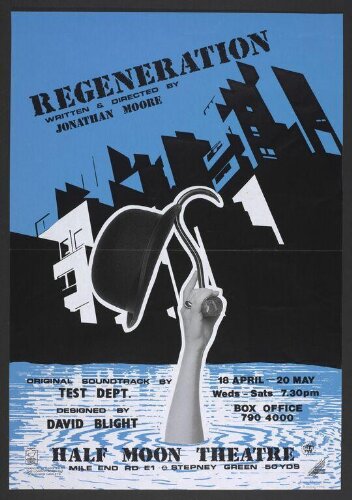 REGENERATION
WRITTEN & DIRECTED BY
JONATHAN MOORE
ORIGINAL SOUNDTRACK BY
TEST DEPT.
DESIGNED BY
DAVID BLIGHT
18 APRIL — 20 MAY
Weds - Sats 7.30pm
BOX OFFICE
790 4000
HALF MOON THEATRE
MILE END RD E1 ⊖ STEPNEY GREEN 50YDS